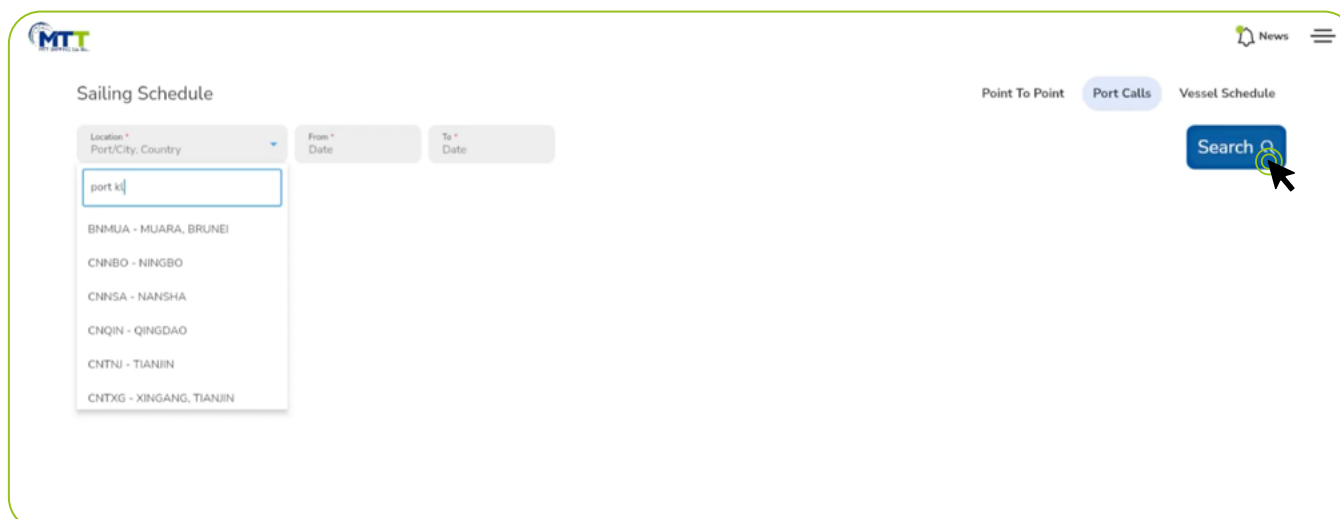 MTT
News
Sailing Schedule
Point To Point
Port Calls
Vessel Schedule
Location *
Port/City, Country
From *
Date
To *
Date
Search
port kl
BNMUA - MUARA, BRUNEI
CNNBO - NINGBO
CNNSA - NANSHA
CNQIN - QINGDAO
CNTNJ - TIANJIN
CNTXG - XINGANG, TIANJIN